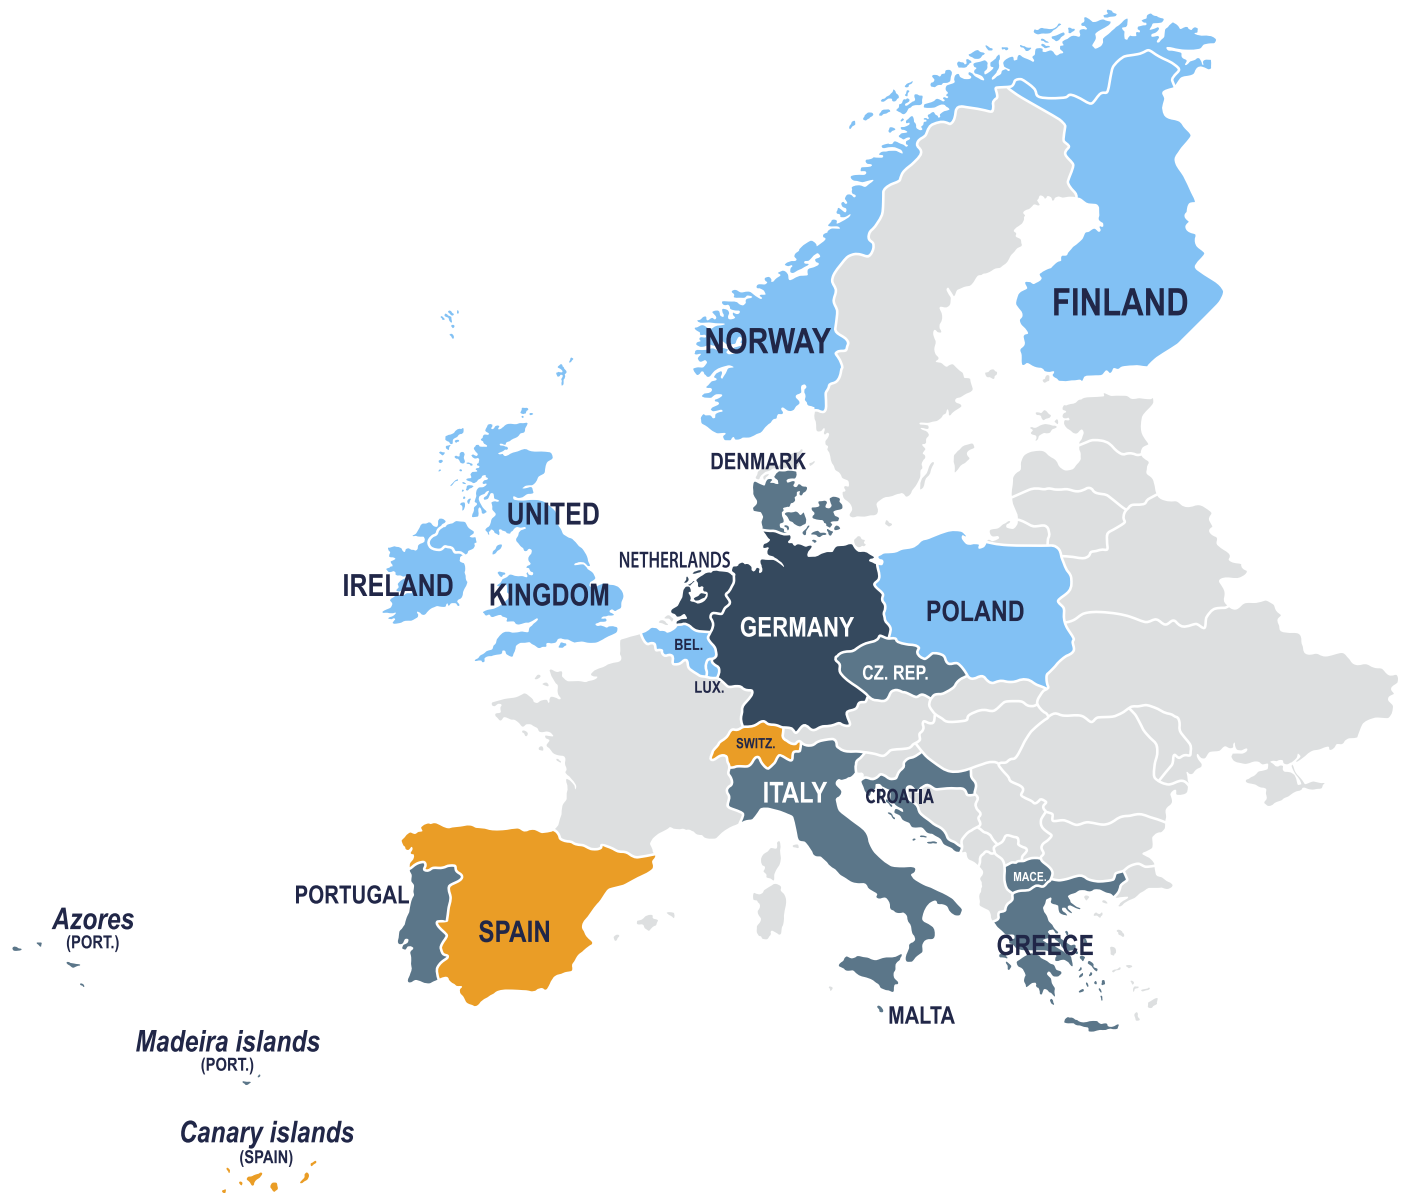 FINLAND
NORWAY
DENMARK
UNITED
NETHERLANDS
IRELAND
KINGDOM
POLAND
GERMANY
BEL.
CZ. REP.
LUX.
SWITZ.
ITALY
CROATIA
MACE.
PORTUGAL
Azores
(PORT.)
SPAIN
GREECE
MALTA
Madeira islands
(PORT.)
Canary islands
(SPAIN)